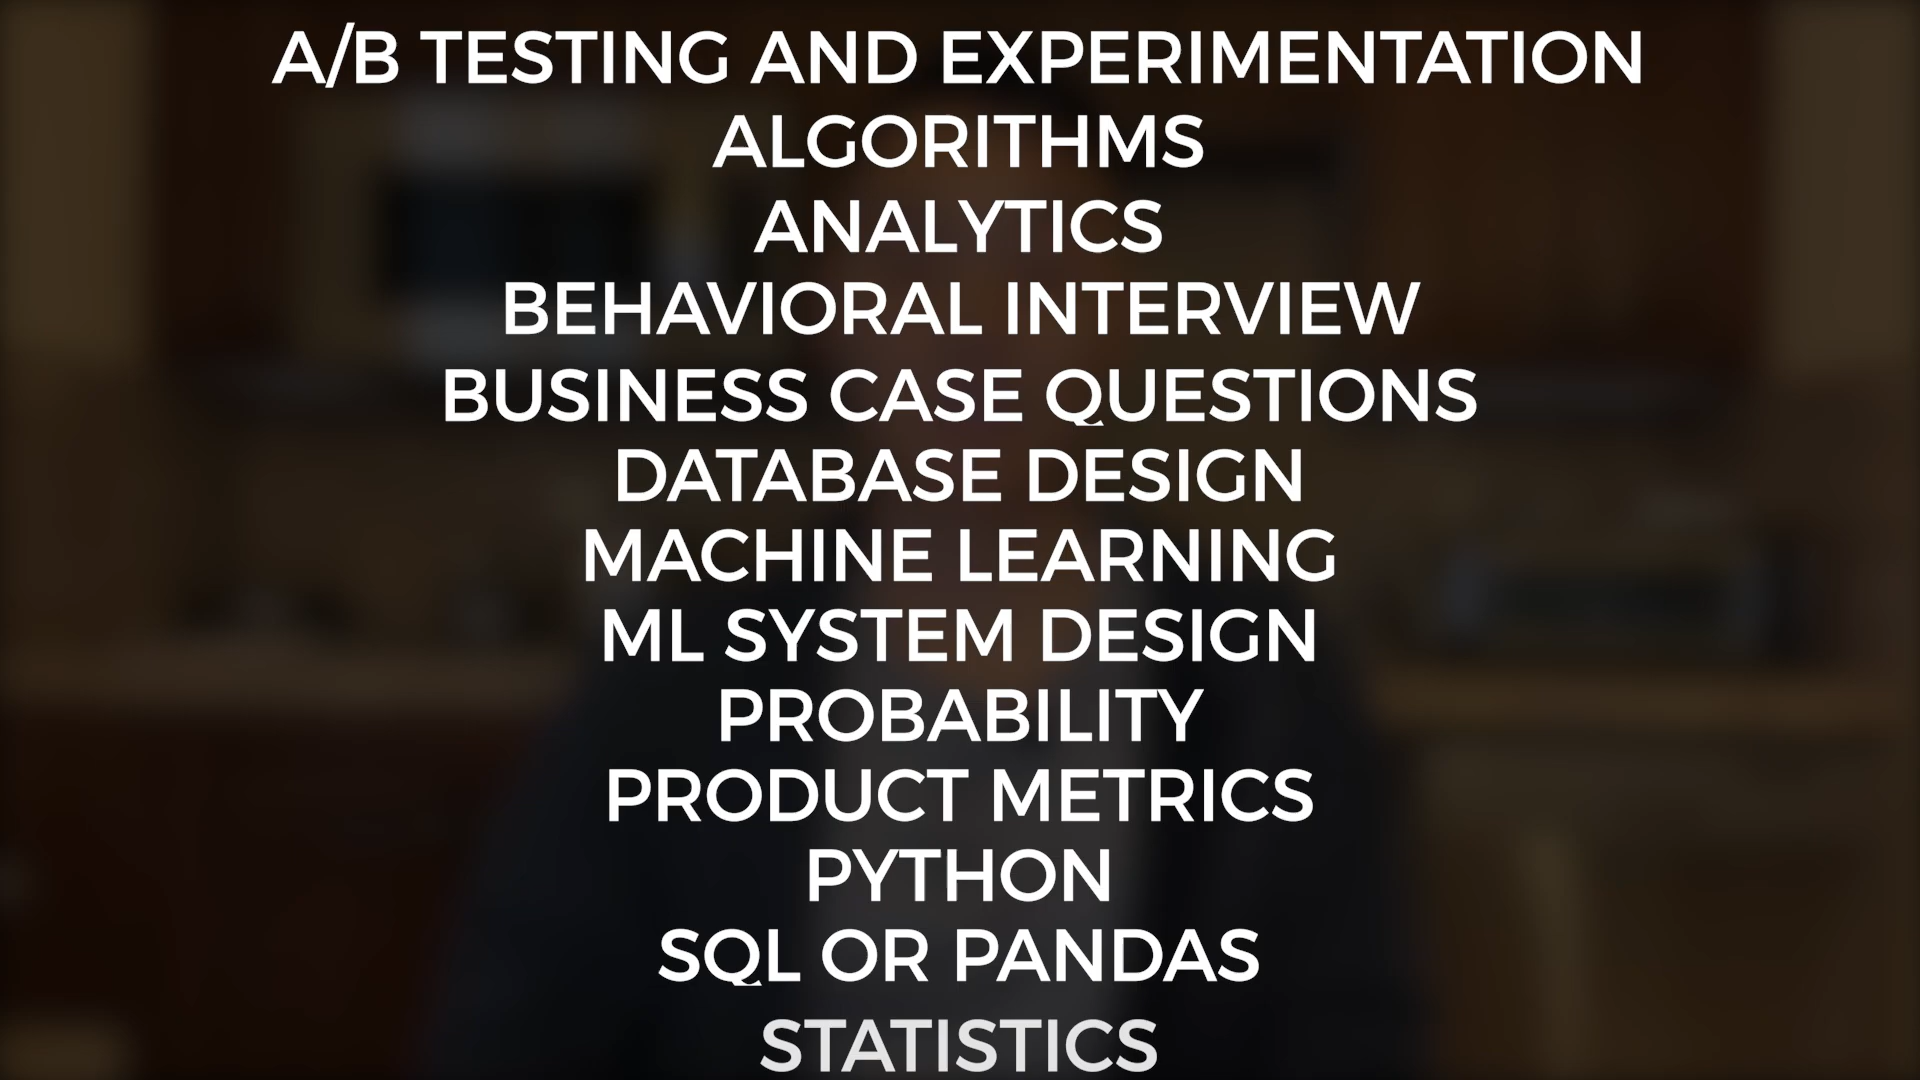 A/B TESTING AND EXPERIMENTATION
ALGORITHMS
ANALYTICS
BEHAVIORAL INTERVIEW
BUSINESS CASE QUESTIONS
DATABASE DESIGN
MACHINE LEARNING
ML SYSTEM DESIGN
PROBABILITY
PRODUCT METRICS
PYTHON
SQL OR PANDAS
STATISTICS